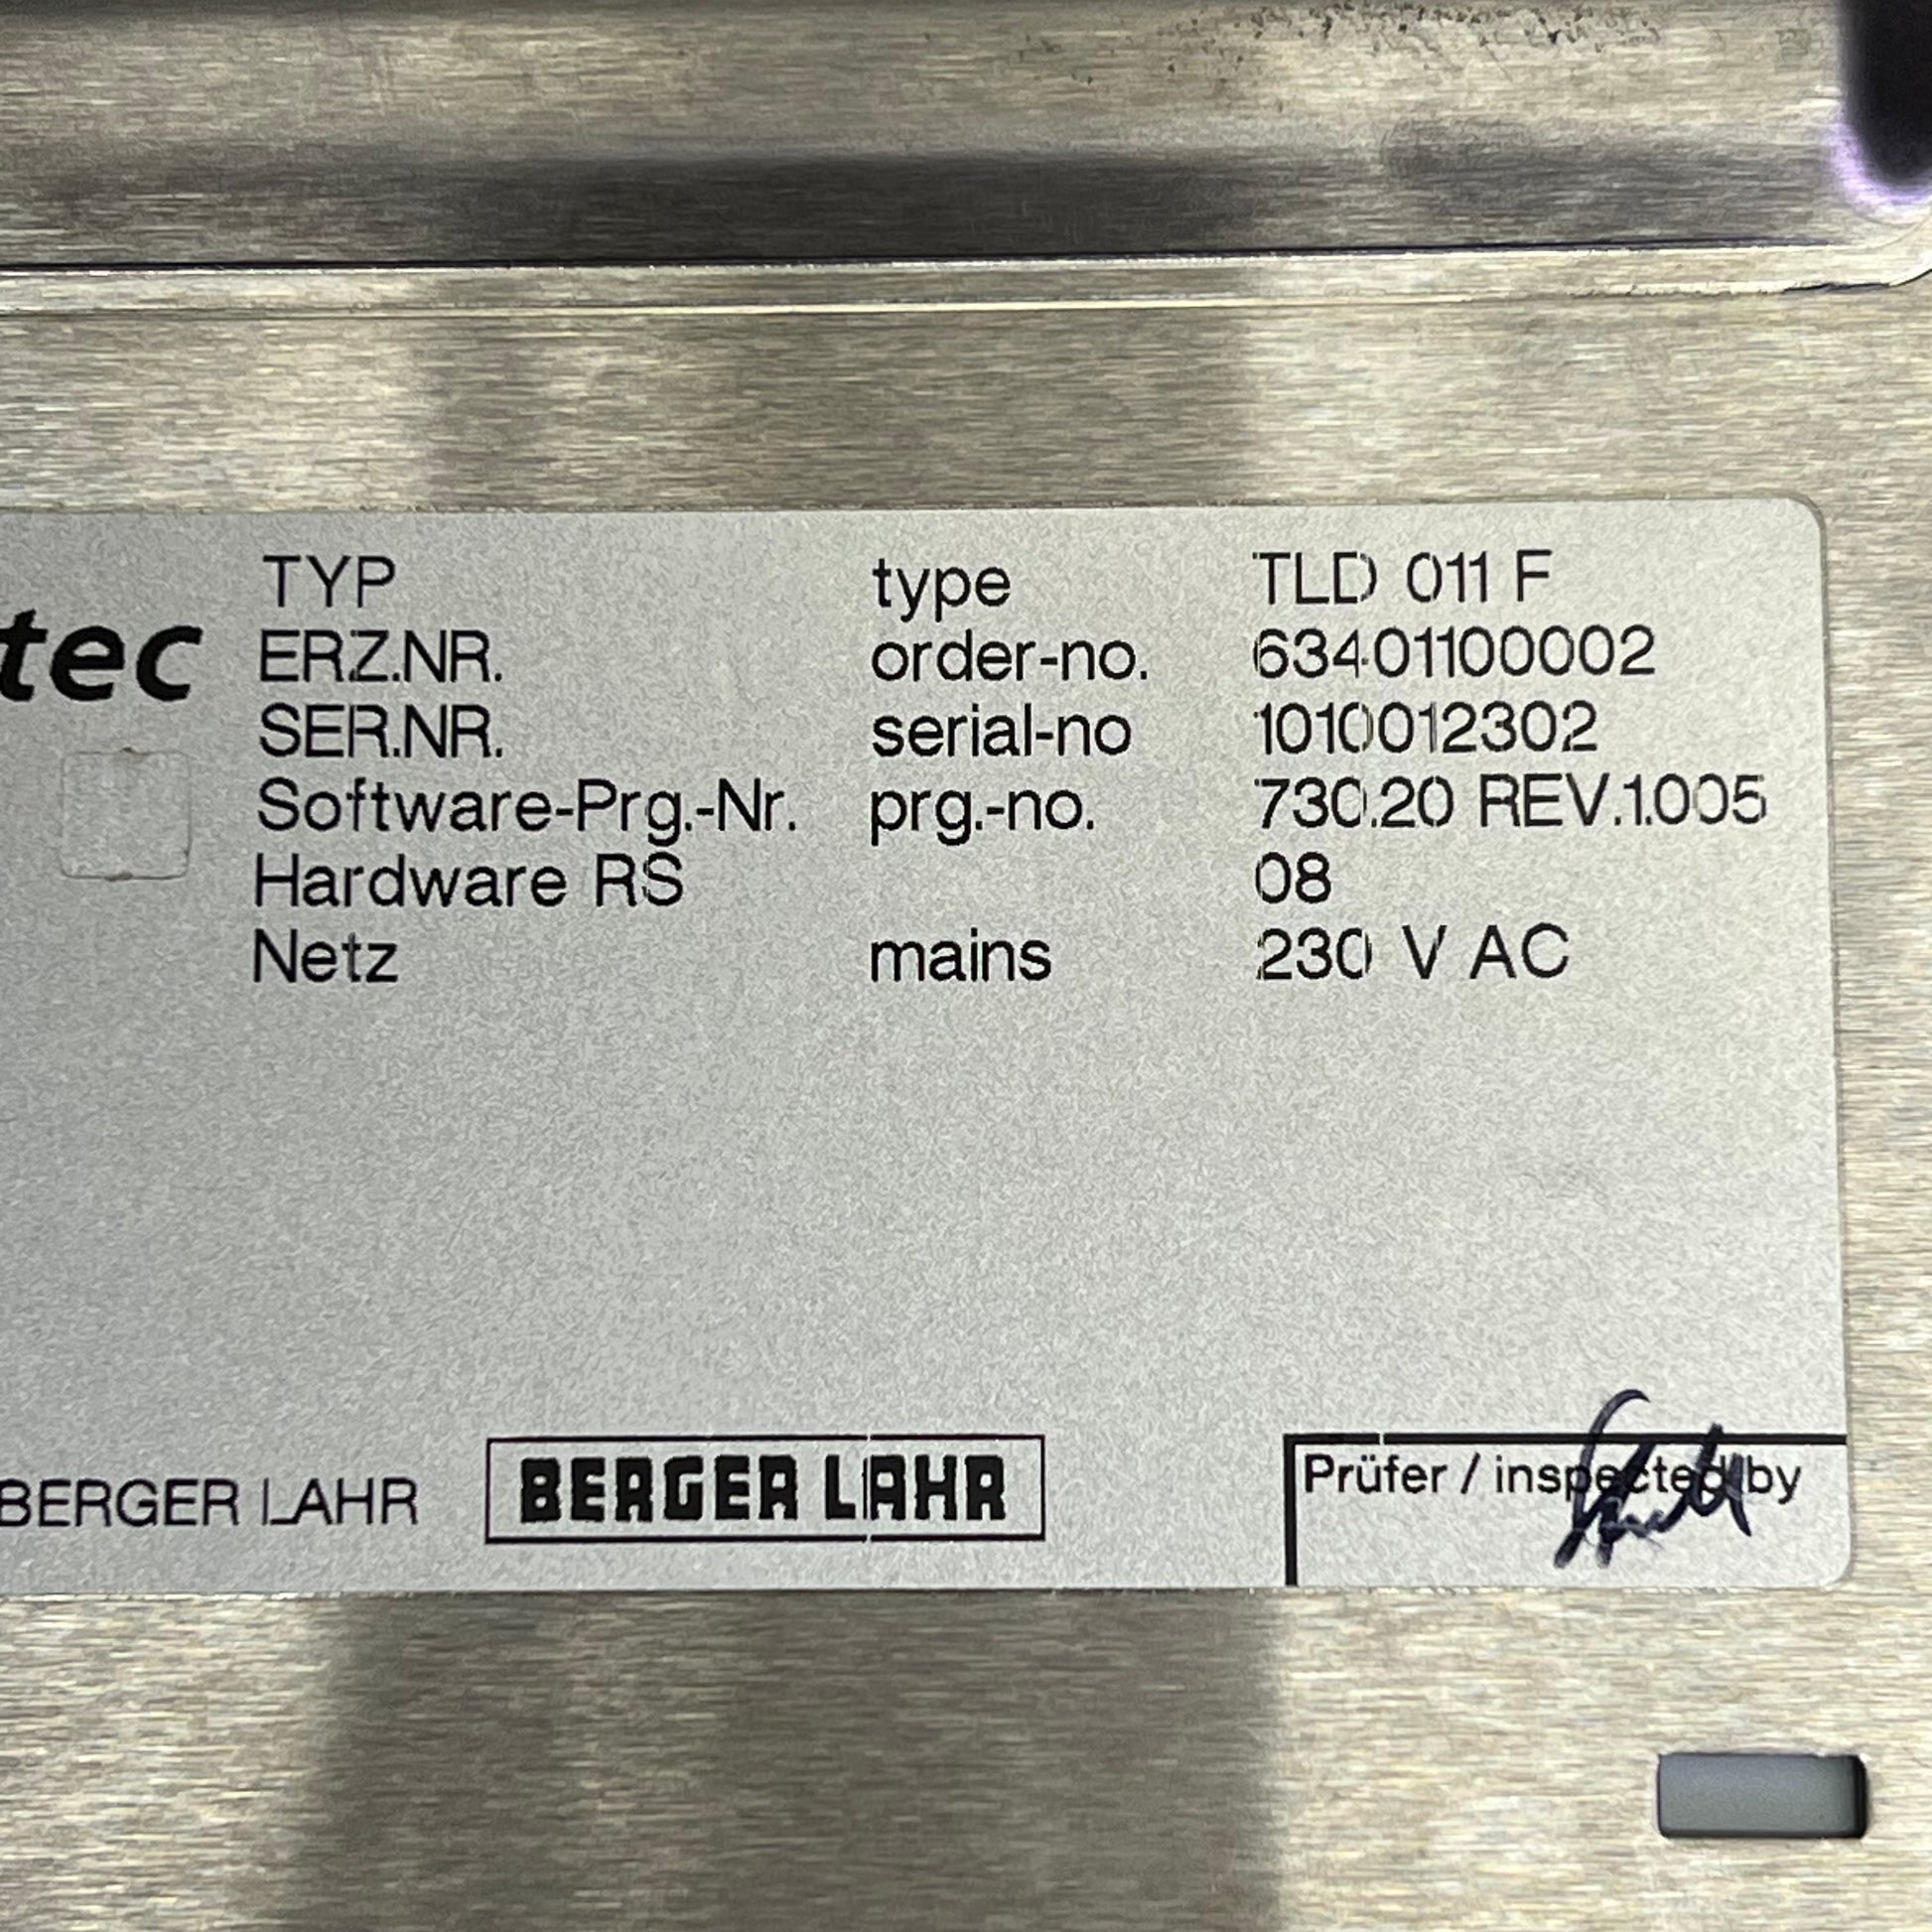 tec
TYP type TLD 011 F
ERZ.NR. order-no. 63401100002
SER.NR. serial-no 1010012302
Software-Prg.-Nr. prg.-no. 730.20 REV.1.005
Hardware RS 08
Netz mains 230 V AC
BERGER LAHR
BERGER LAHR
Prüfer / inspected by